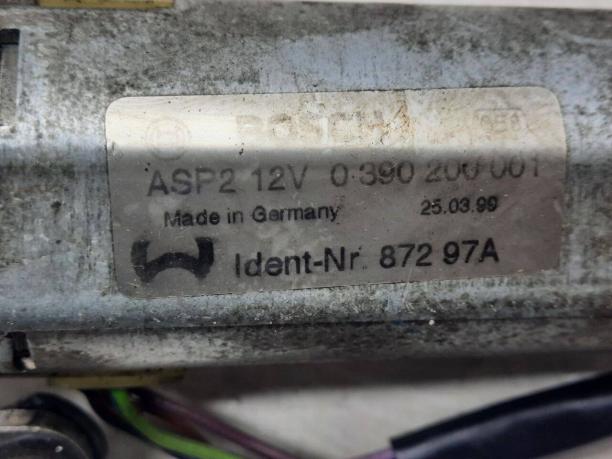 BOSCH
ASP2 12V 0 390 200 001
Made in Germany 25.03.99
Ident-Nr. 872 97A